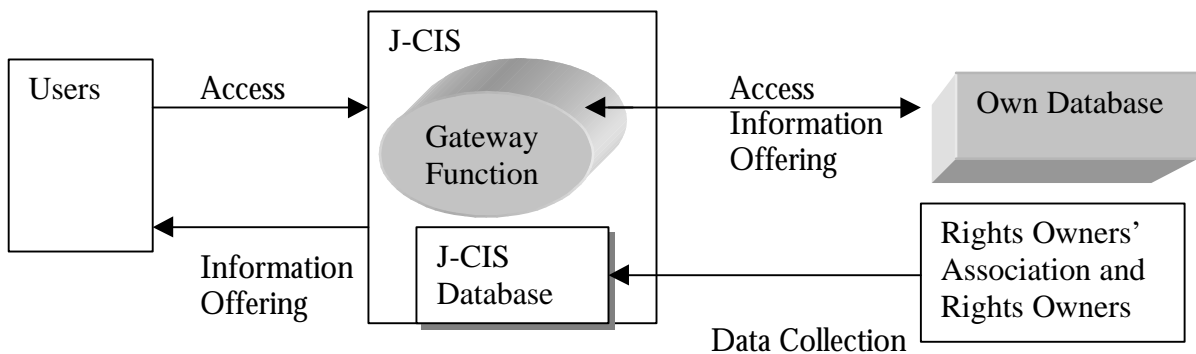 J-CIS
Users
Access
Gateway
Function
Access
Information
Offering
Own Database
Information
Offering
J-CIS
Database
Rights Owners’
Association and
Rights Owners
Data Collection